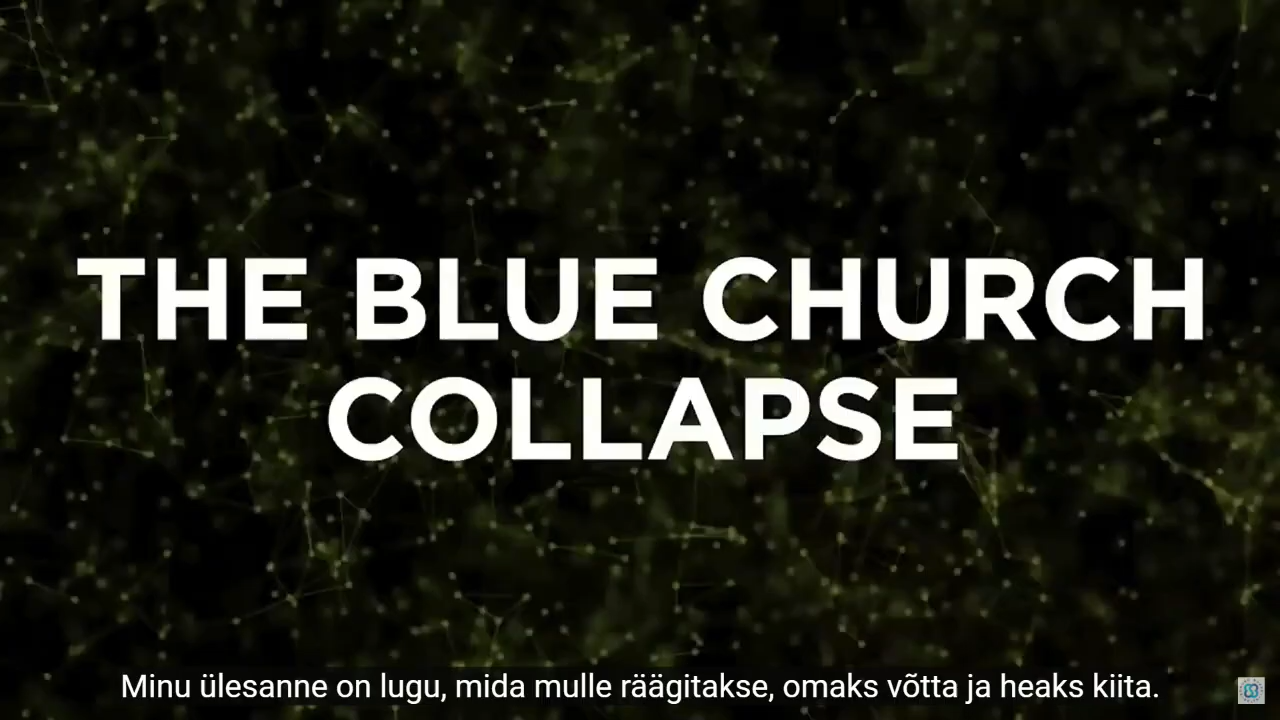 THE BLUE CHURCH
COLLAPSE
Minu ülesanne on lugu, mida mulle räägitakse, omaks võtta ja heaks kiita.